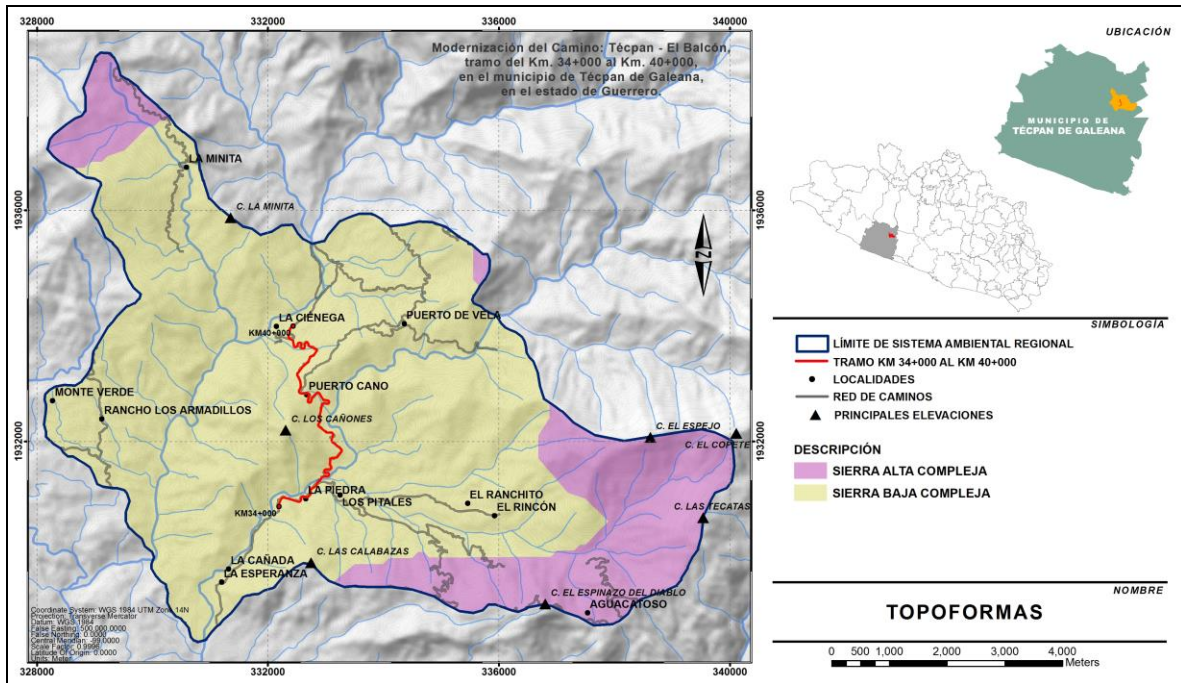 328000
332000
336000
340000
Modernización del Camino: Técpan - El Balcón,
tramo del Km. 34+000 al Km. 40+000,
en el municipio de Técpan de Galeana,
en el estado de Guerrero.
LA MINITA
C. LA MINITA
1936000
1936000
LA CIÉNEGA
KM40+000
PUERTO DE VELA
MONTE VERDE
RANCHO LOS ARMADILLOS
PUERTO CANO
C. LOS CAÑONES
C. EL ESPEJO
C. EL COPETE
1932000
1932000
LA PIEDRA
LOS PITALES
KM34+000
EL RANCHITO
EL RINCÓN
C. LAS TECATAS
C. LAS CALABAZAS
LA CAÑADA
LA ESPERANZA
C. EL ESPINAZO DEL DIABLO
AGUACATOSO
Coordinate System: WGS 1984 UTM Zone 14N
Projection: Transverse Mercator
Datum: WGS 1984
False Easting: 500,000.0000
False Northing: 0.0000
Central Meridian: -99.0000
Scale Factor: 0.9996
Latitude Of Origin: 0.0000
Units: Meter
328000
332000
336000
340000
UBICACIÓN
MUNICIPIO DE
TÉCPAN DE GALEANA
SIMBOLOGÍA
LÍMITE DE SISTEMA AMBIENTAL REGIONAL
TRAMO KM 34+000 AL KM 40+000
LOCALIDADES
RED DE CAMINOS
PRINCIPALES ELEVACIONES
DESCRIPCIÓN
SIERRA ALTA COMPLEJA
SIERRA BAJA COMPLEJA
NOMBRE
TOPOFORMAS
0 500 1,000 2,000 3,000 4,000
Meters